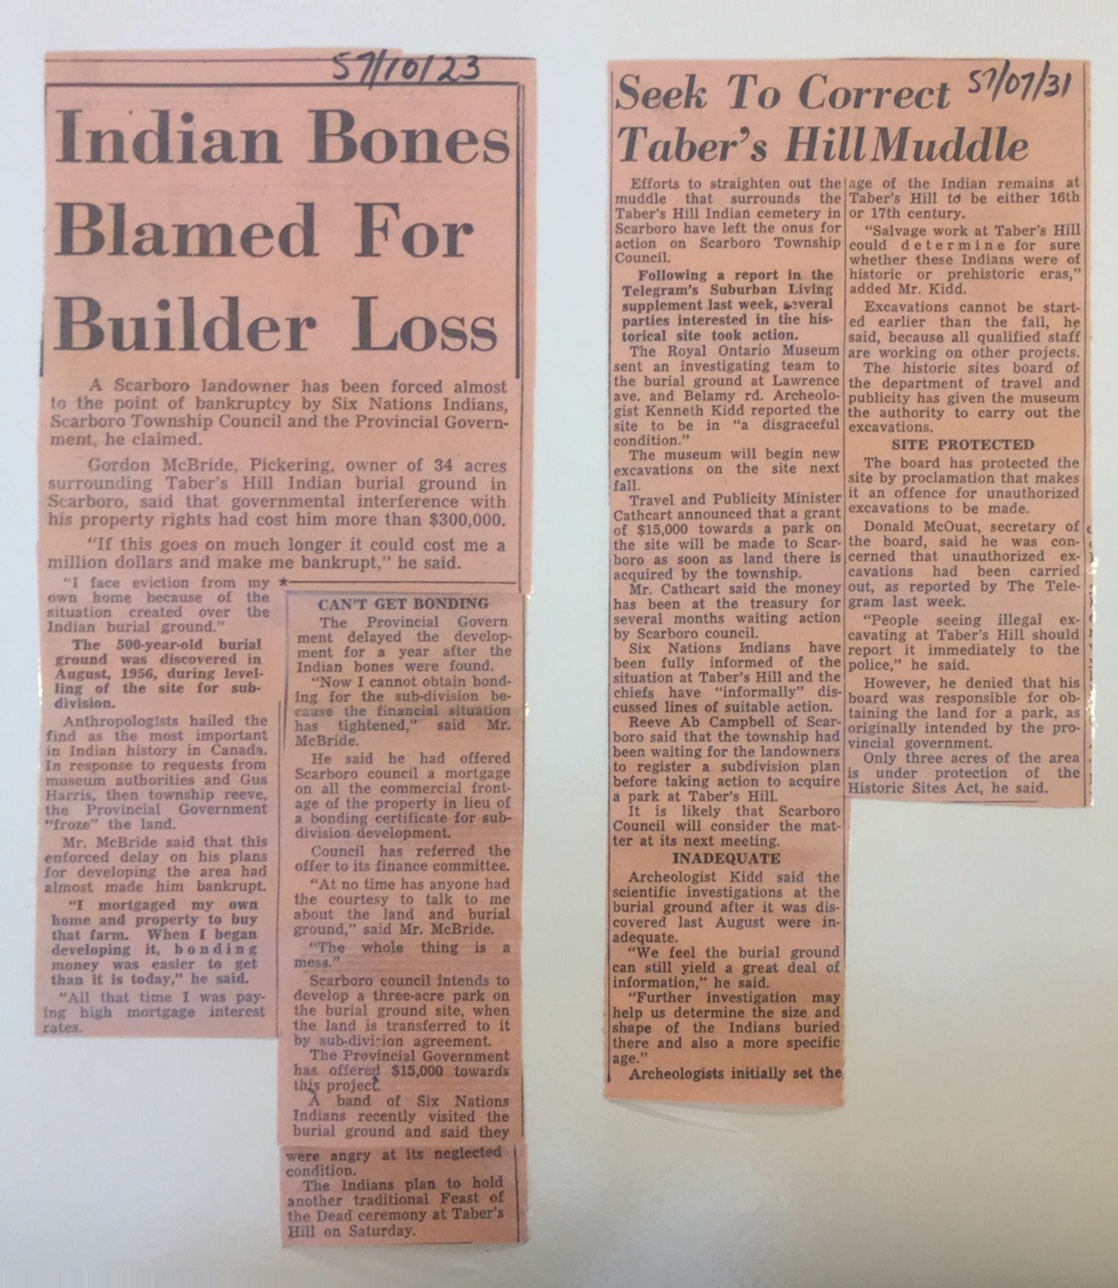 57/10/23
Indian Bones
Blamed For
Builder Loss
A Scarboro landowner has been forced almost
to the point of bankruptcy by Six Nations Indians,
Scarboro Township Council and the Provincial Govern-
ment, he claimed.
Gordon McBride, Pickering, owner of 34 acres
surrounding Taber's Hill Indian burial ground in
Scarboro, said that governmental interference with
his property rights had cost him more than $300,000.
"If this goes on much longer it could cost me a
million dollars and make me bankrupt," he said.
"I face eviction from my
own home because of the
situation created over the
Indian burial ground."
The 500-year-old burial
ground was discovered in
August, 1956, during level-
ling of the site for sub-
division.
Anthropologists hailed the
find as the most important
in Indian history in Canada.
In response to requests from
museum authorities and Gus
Harris, then township reeve,
the Provincial Government
"froze" the land.
Mr. McBride said that this
enforced delay on his plans
for developing the area had
almost made him bankrupt.
"I mortgaged my own
home and property to buy
that farm. When I began
developing it, bonding
money was easier to get
than it is today," he said.
"All that time I was pay-
ing high mortgage interest
rates.
CAN'T GET BONDING
The Provincial Govern
ment delayed the develop-
ment for a year after the
Indian bones were found.
"Now I cannot obtain bond-
ing for the sub-division be-
cause the financial situation
has tightened," said Mr.
McBride.
He said he had offered
Scarboro council a mortgage
on all the commercial front-
age of the property in lieu of
a bonding certificate for sub-
division development.
Council has referred the
offer to its finance committee.
"At no time has anyone had
the courtesy to talk to me
about the land and burial
ground," said Mr. McBride.
"The whole thing is a
mess."
Scarboro council intends to
develop a three-acre park on
the burial ground site, when
the land is transferred to it
by sub-division agreement.
The Provincial Government
has offered $15,000 towards
this project.
A band of Six Nations
Indians recently visited the
burial ground and said they
were angry at its neglected
condition.
The Indians plan to hold
another traditional Feast of
the Dead ceremony at Taber's
Hill on Saturday.
57/07/31
Seek To Correct
Taber's Hill Muddle
Efforts to straighten out the
muddle that surrounds the
Taber's Hill Indian cemetery in
Scarboro have left the onus for
action on Scarboro Township
Council.
Following a report in the
Telegram's Suburban Living
supplement last week, several
parties interested in the his-
torical site took action.
The Royal Ontario Museum
sent an investigating team to
the burial ground at Lawrence
ave. and Belamy rd. Archeolo-
gist Kenneth Kidd reported the
site to be in "a disgraceful
condition."
The museum will begin new
excavations on the site next
fall.
Travel and Publicity Minister
Cathcart announced that a grant
of $15,000 towards a park on
the site will be made to Scar-
boro as soon as land there is
acquired by the township.
Mr. Cathcart said the money
has been at the treasury for
several months waiting action
by Scarboro council.
Six Nations Indians have
been fully informed of the
situation at Taber's Hill and the
chiefs have "informally" dis-
cussed lines of suitable action.
Reeve Ab Campbell of Scar-
boro said that the township had
been waiting for the landowners
to register a subdivision plan
before taking action to acquire
a park at Taber's Hill.
It is likely that Scarboro
Council will consider the mat-
ter at its next meeting.
INADEQUATE
Archeologist Kidd said the
scientific investigations at the
burial ground after it was dis-
covered last August were in-
adequate.
"We feel the burial ground
can still yield a great deal of
information," he said.
"Further investigation may
help us determine the size and
shape of the Indians buried
there and also a more specific
age."
Archeologists initially set the
age of the Indian remains at
Taber's Hill to be either 16th
or 17th century.
"Salvage work at Taber's Hill
could determine for sure
whether these Indians were of
historic or prehistoric eras,"
added Mr. Kidd.
Excavations cannot be start-
ed earlier than the fall, he
said, because all qualified staff
are working on other projects.
The historic sites board of
the department of travel and
publicity has given the museum
the authority to carry out the
excavations.
SITE PROTECTED
The board has protected the
site by proclamation that makes
it an offence for unauthorized
excavations to be made.
Donald McOuat, secretary of
the board, said he was con-
cerned that unauthorized ex-
cavations had been carried
out, as reported by The Tele-
gram last week.
"People seeing illegal ex-
cavating at Taber's Hill should
report it immediately to the
police," he said.
However, he denied that his
board was responsible for ob-
taining the land for a park, as
originally intended by the pro-
vincial government.
Only three acres of the area
is under protection of the
Historic Sites Act, he said.